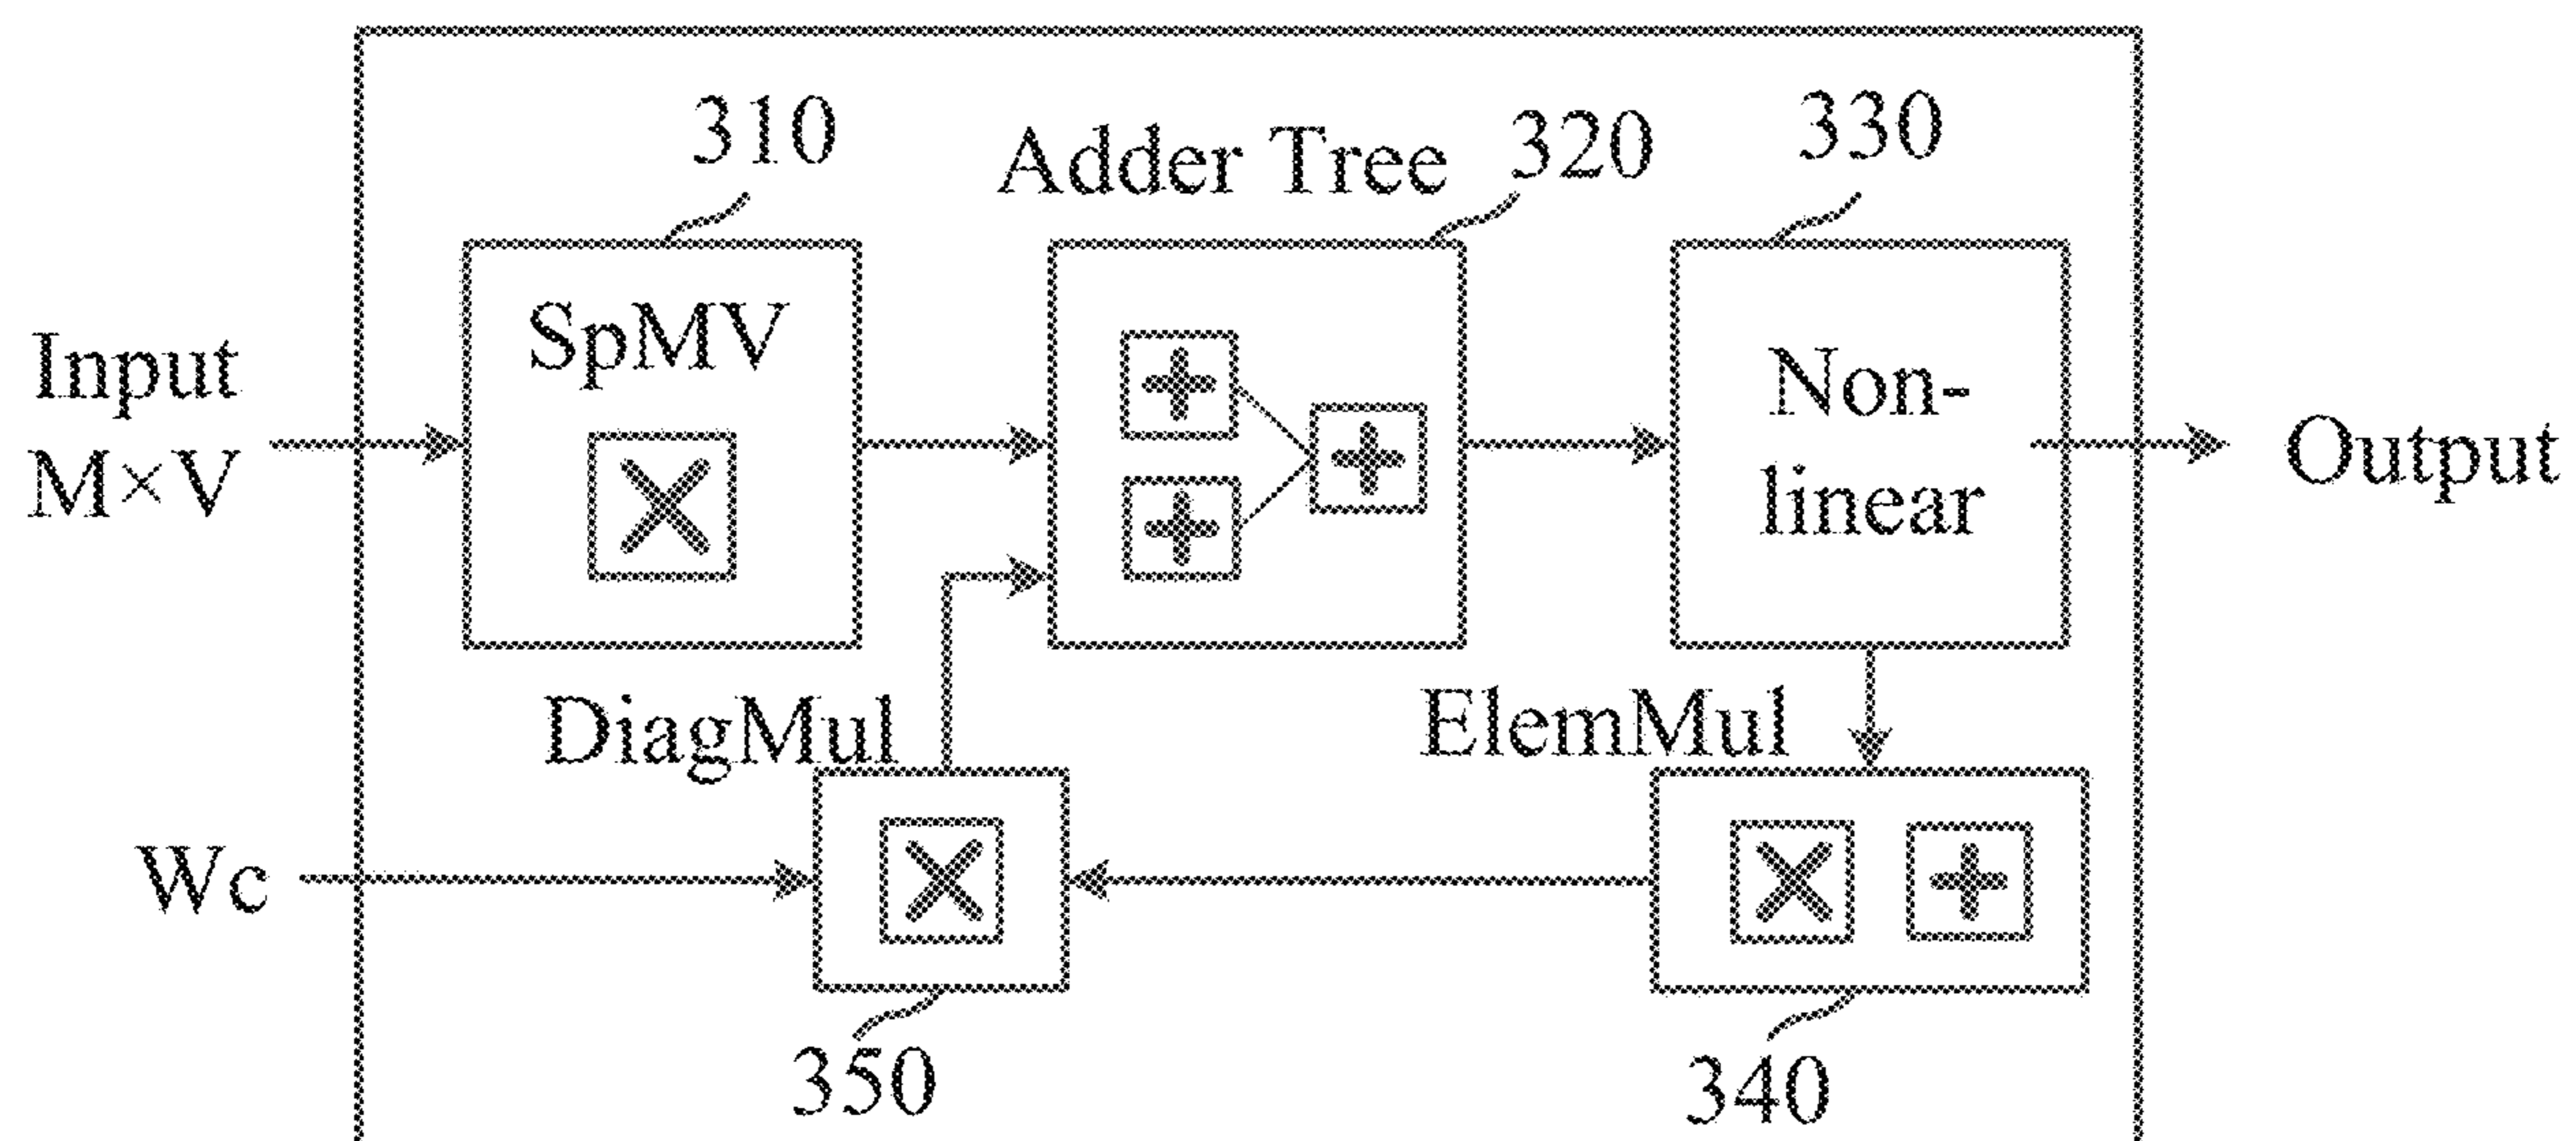 310
Adder Tree 320
330
Input
M×V
SpMV
×
+
+
+
Non-
linear
Output
DiagMul
ElemMul
Wc
×
×
+
350
340